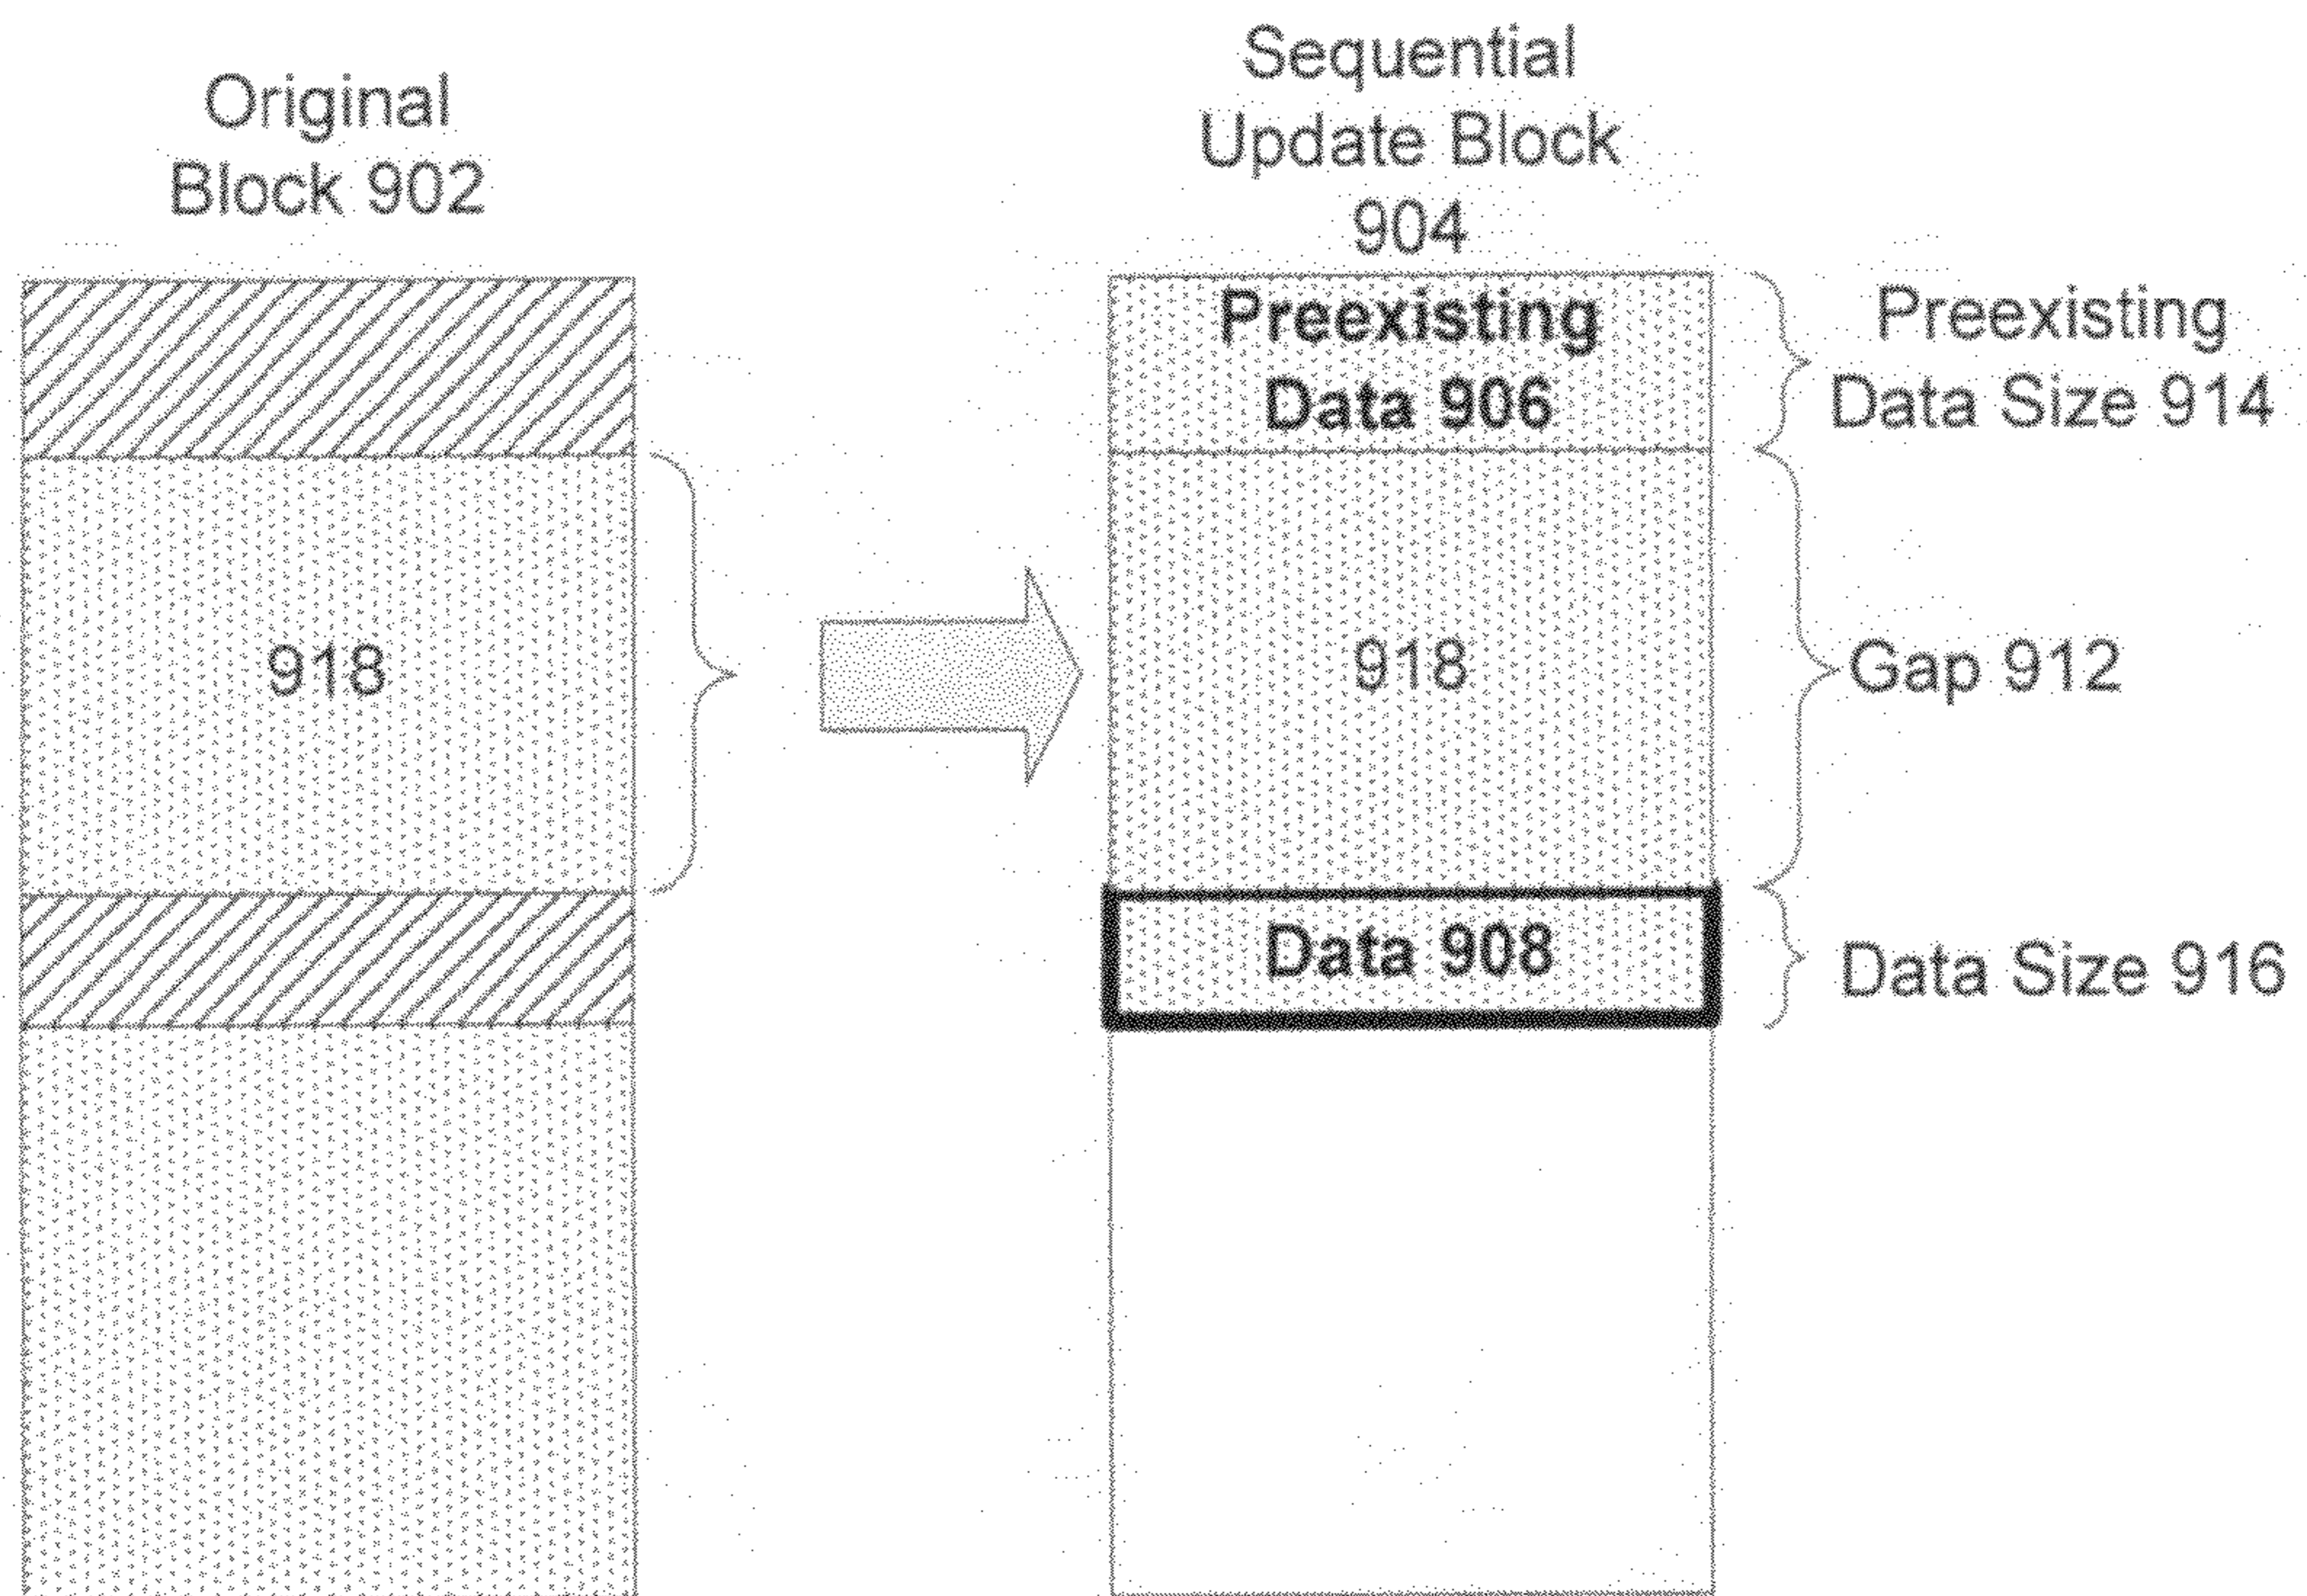 Original
Block 902
Sequential
Update Block
904
Preexisting
Data 906
Preexisting
Data Size 914
918
918
Gap 912
Data 908
Data Size 916